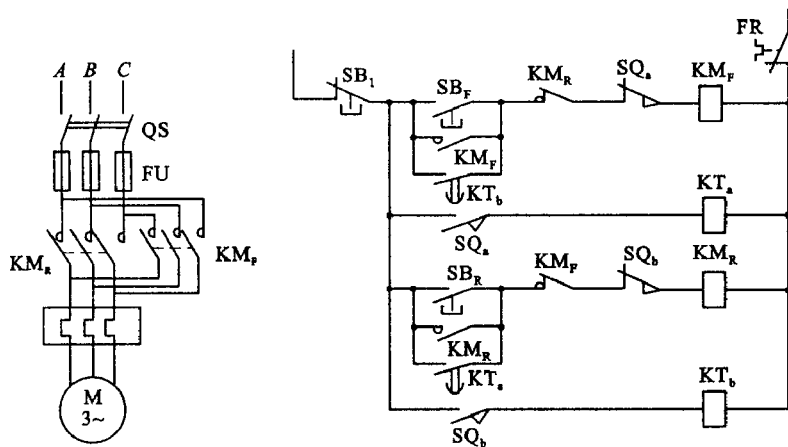 A B C
QS
FU
KM_R
KM_F
M
3~
FR
SB_1
SB_F
KM_R
SQ_a
KM_F
KM_F
KT_b
KT_a
SQ_a
SB_R
KM_F
SQ_b
KM_R
KM_R
KT_a
KT_b
SQ_b